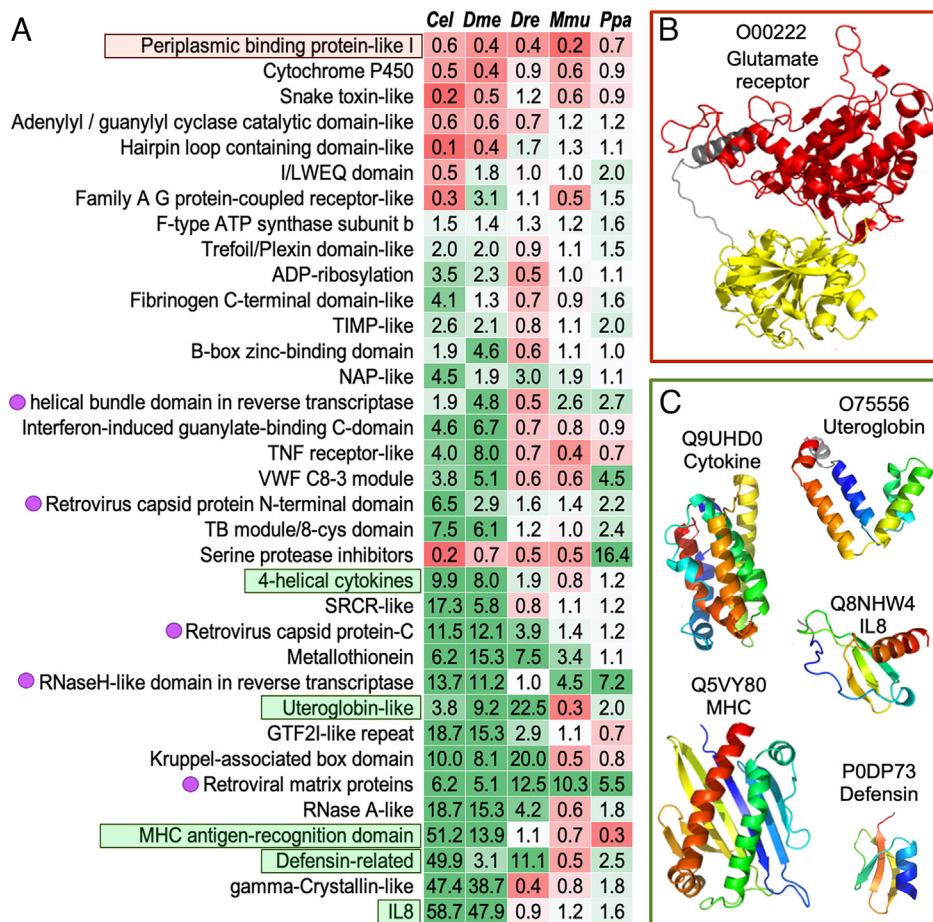 A
Cel Dme Dre Mmu Ppa
Periplasmic binding protein-like I 0.6 0.4 0.4 0.2 0.7
Cytochrome P450 0.5 0.4 0.9 0.6 0.9
Snake toxin-like 0.2 0.5 1.2 0.6 0.9
Adenylyl / guanylyl cyclase catalytic domain-like 0.6 0.6 0.7 1.2 1.2
Hairpin loop containing domain-like 0.1 0.4 1.7 1.3 1.1
I/LWEQ domain 0.5 1.8 1.0 1.0 2.0
Family A G protein-coupled receptor-like 0.3 3.1 1.1 0.5 1.5
F-type ATP synthase subunit b 1.5 1.4 1.3 1.2 1.6
Trefoil/Plexin domain-like 2.0 2.0 0.9 1.1 1.5
ADP-ribosylation 3.5 2.3 0.5 1.0 1.1
Fibrinogen C-terminal domain-like 4.1 1.3 0.7 0.9 1.6
TIMP-like 2.6 2.1 0.8 1.1 2.0
B-box zinc-binding domain 1.9 4.6 0.6 1.1 1.0
NAP-like 4.5 1.9 3.0 1.9 1.1
helical bundle domain in reverse transcriptase 1.9 4.8 0.5 2.6 2.7
Interferon-induced guanylate-binding C-domain 4.6 6.7 0.7 0.8 0.9
TNF receptor-like 4.0 8.0 0.7 0.4 0.7
VWF C8-3 module 3.8 5.1 0.6 0.6 4.5
Retrovirus capsid protein N-terminal domain 6.5 2.9 1.6 1.4 2.2
TB module/8-cys domain 7.5 6.1 1.2 1.0 2.4
Serine protease inhibitors 0.2 0.7 0.5 0.5 16.4
4-helical cytokines 9.9 8.0 1.9 0.8 1.2
SRCR-like 17.3 5.8 0.8 1.1 1.2
Retrovirus capsid protein-C 11.5 12.1 3.9 1.4 1.2
Metallothionein 6.2 15.3 7.5 3.4 1.1
RNaseH-like domain in reverse transcriptase 13.7 11.2 1.0 4.5 7.2
Uteroglobin-like 3.8 9.2 22.5 0.3 2.0
GTF2I-like repeat 18.7 15.3 2.9 1.1 0.7
Kruppel-associated box domain 10.0 8.1 20.0 0.5 0.8
Retroviral matrix proteins 6.2 5.1 12.5 10.3 5.5
RNase A-like 18.7 15.3 4.2 0.6 1.8
MHC antigen-recognition domain 51.2 13.9 1.1 0.7 0.3
Defensin-related 49.9 3.1 11.1 0.5 2.5
gamma-Crystallin-like 47.4 38.7 0.4 0.8 1.8
IL8 58.7 47.9 0.9 1.2 1.6
B
O00222
Glutamate
receptor
C
O75556
Uteroglobin
Q9UHD0
Cytokine
Q8NHW4
IL8
Q5VY80
MHC
P0DP73
Defensin